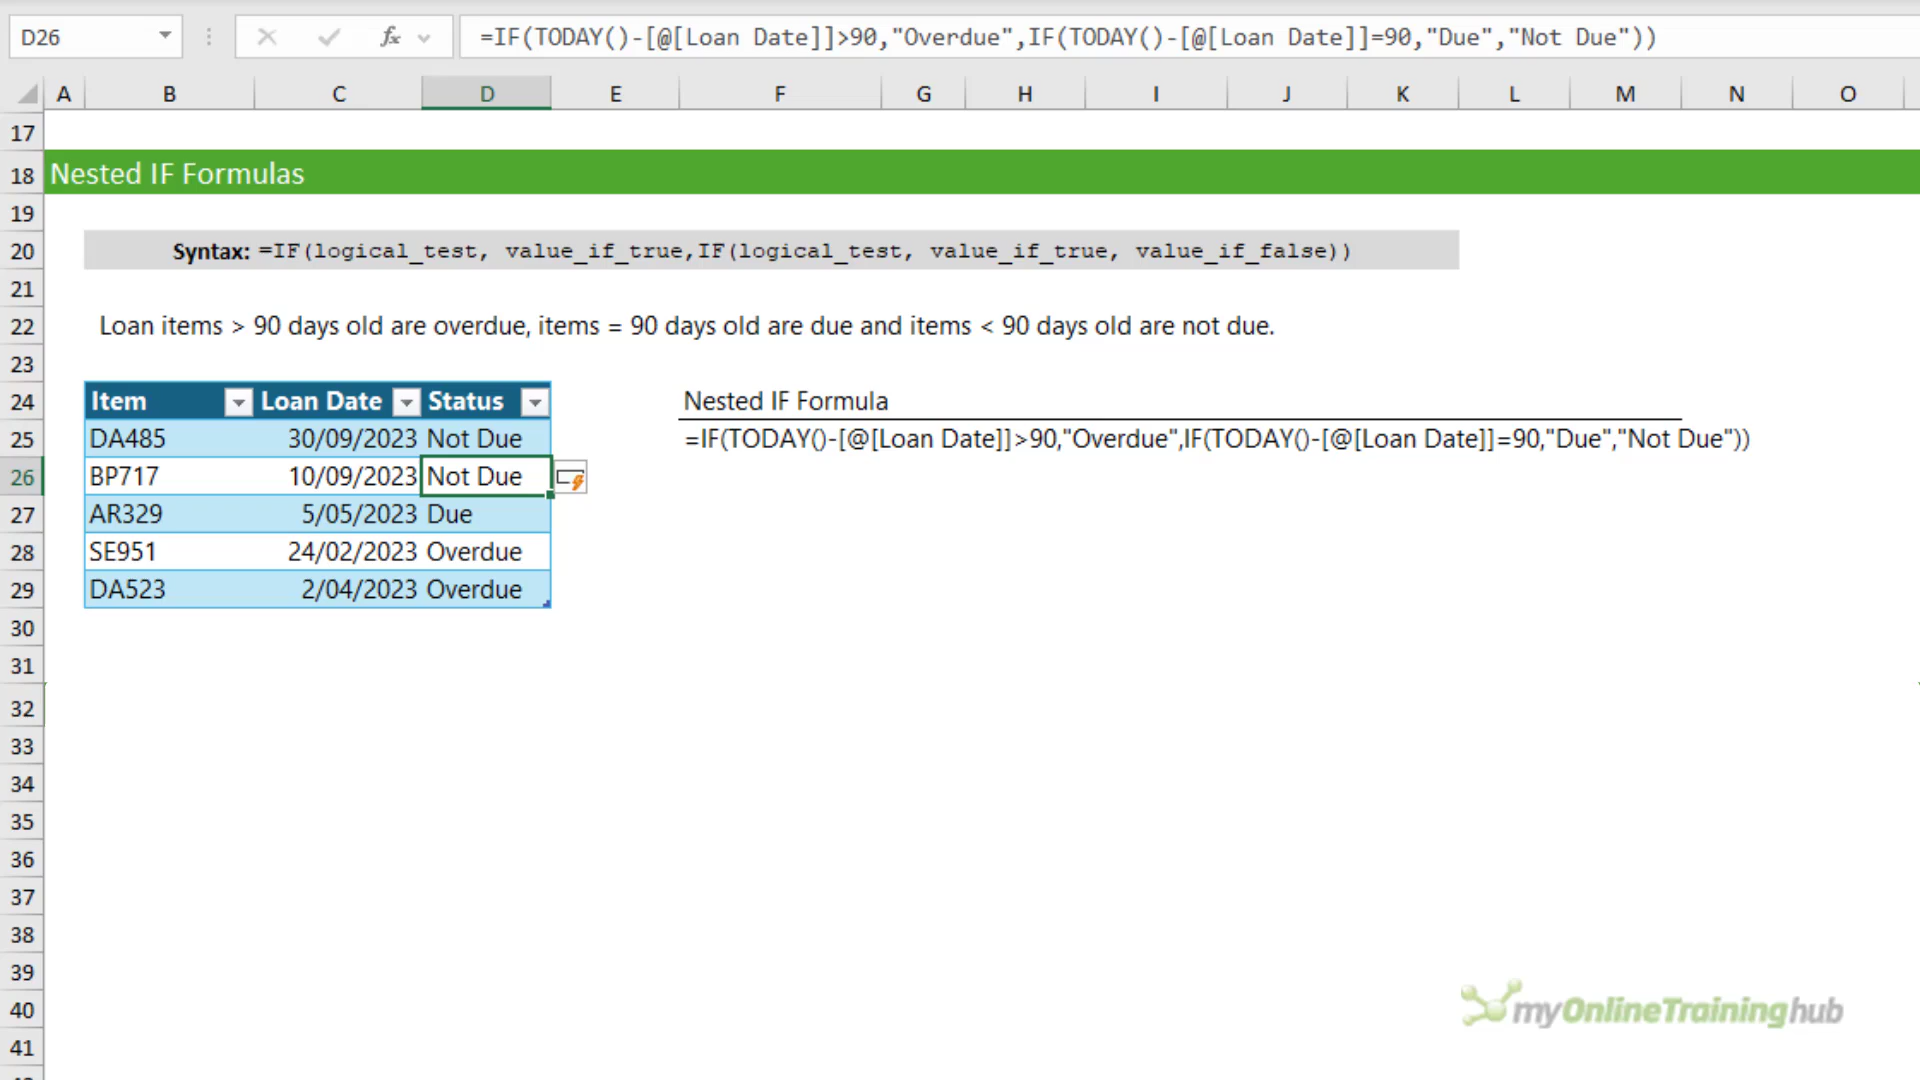 D26
fx
=IF(TODAY()-[@[Loan Date]]>90,"Overdue",IF(TODAY()-[@[Loan Date]]=90,"Due","Not Due"))
A B C D E F G H I J K L M N O
17
18 Nested IF Formulas
19
20 Syntax: =IF(logical_test, value_if_true,IF(logical_test, value_if_true, value_if_false))
21
22 Loan items > 90 days old are overdue, items = 90 days old are due and items < 90 days old are not due.
23
24 Item Loan Date Status Nested IF Formula
25 DA485 30/09/2023 Not Due =IF(TODAY()-[@[Loan Date]]>90,"Overdue",IF(TODAY()-[@[Loan Date]]=90,"Due","Not Due"))
26 BP717 10/09/2023 Not Due
27 AR329 5/05/2023 Due
28 SE951 24/02/2023 Overdue
29 DA523 2/04/2023 Overdue
30
31
32
33
34
35
36
37
38
39
40 myOnlineTraininghub
41